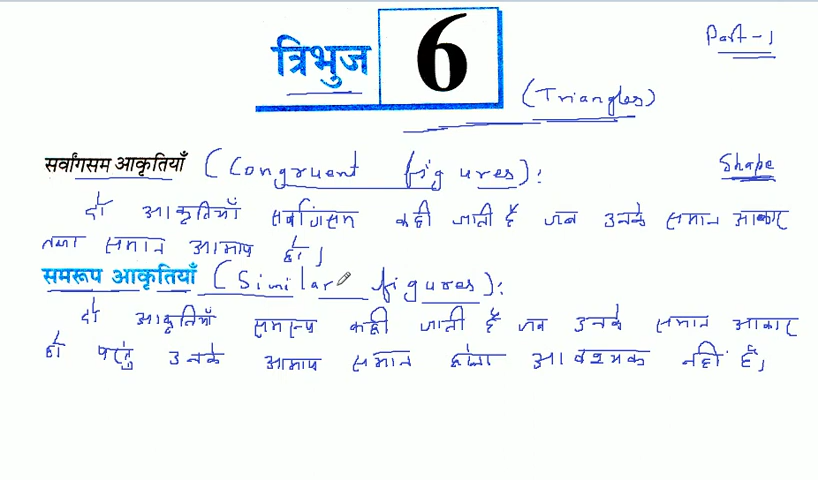 Part-1
त्रिभुज 6
(Triangles)
सर्वांगसम आकृतियाँ (Congruent figures):
Shape
दो आकृतियाँ सर्वांगसम कही जाती हैं जब उनके समान आकार
तथा समान आमाप हों।
समरूप आकृतियाँ (Similar figures):
दो आकृतियाँ समरूप कही जाती हैं जब उनके समान आकार
हों परंतु उनके आमाप समान होना आवश्यक नहीं है।